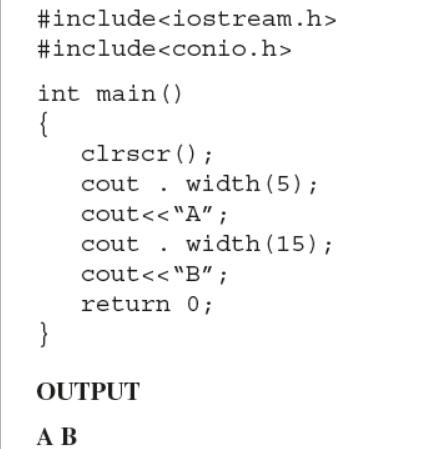 #include<iostream.h>
#include<conio.h>
int main()
{
clrscr();
cout . width(5);
cout<<“A”;
cout . width(15);
cout<<“B”;
return 0;
}
OUTPUT
A B